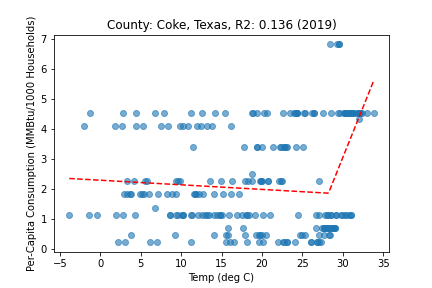 County: Coke, Texas, R2: 0.136 (2019)
Per-Capita Consumption (MMBtu/1000 Households)
7
6
5
4
3
2
1
0
−5 0 5 10 15 20 25 30 35
Temp (deg C)